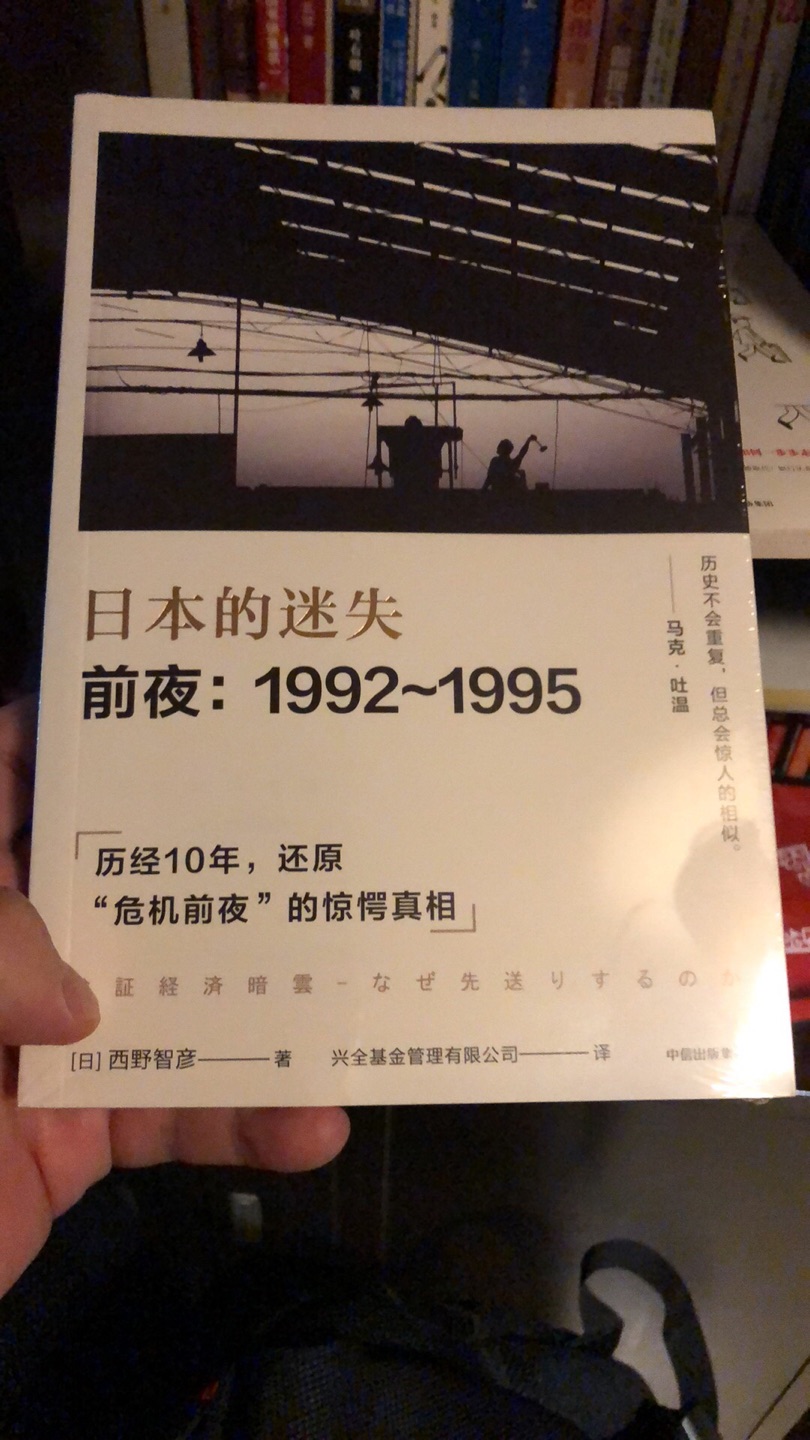 日本的迷失
前夜：1992~1995
历史不会重复，但总会惊人的相似。
——马克·吐温
历经10年，还原
“危机前夜”的惊愕真相
証経済暗雲-なぜ先送りするのか
[日] 西野智彦——著 兴全基金管理有限公司——译 中信出版集